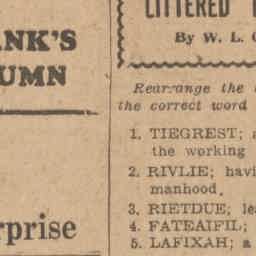 ANK'S
UMN
rprise
LITTERED
By W. L.
Rearrange the
the correct word
1. TIEGREST; a
the working
2. RIVLIE; havi
manhood.
3. RIETDUE; le
4. FATEAIFIL;
5. LAFIXAH; a